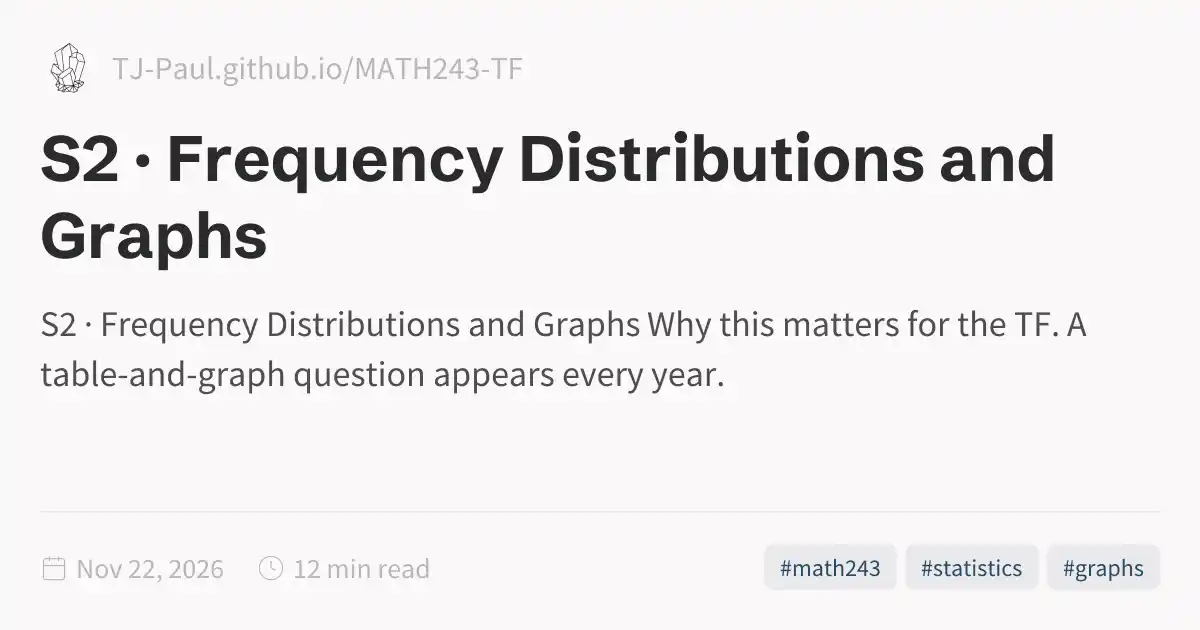 TJ-Paul.github.io/MATH243-TF
S2 · Frequency Distributions and
Graphs
S2 · Frequency Distributions and Graphs Why this matters for the TF. A
table-and-graph question appears every year.
Nov 22, 2026 12 min read #math243 #statistics #graphs